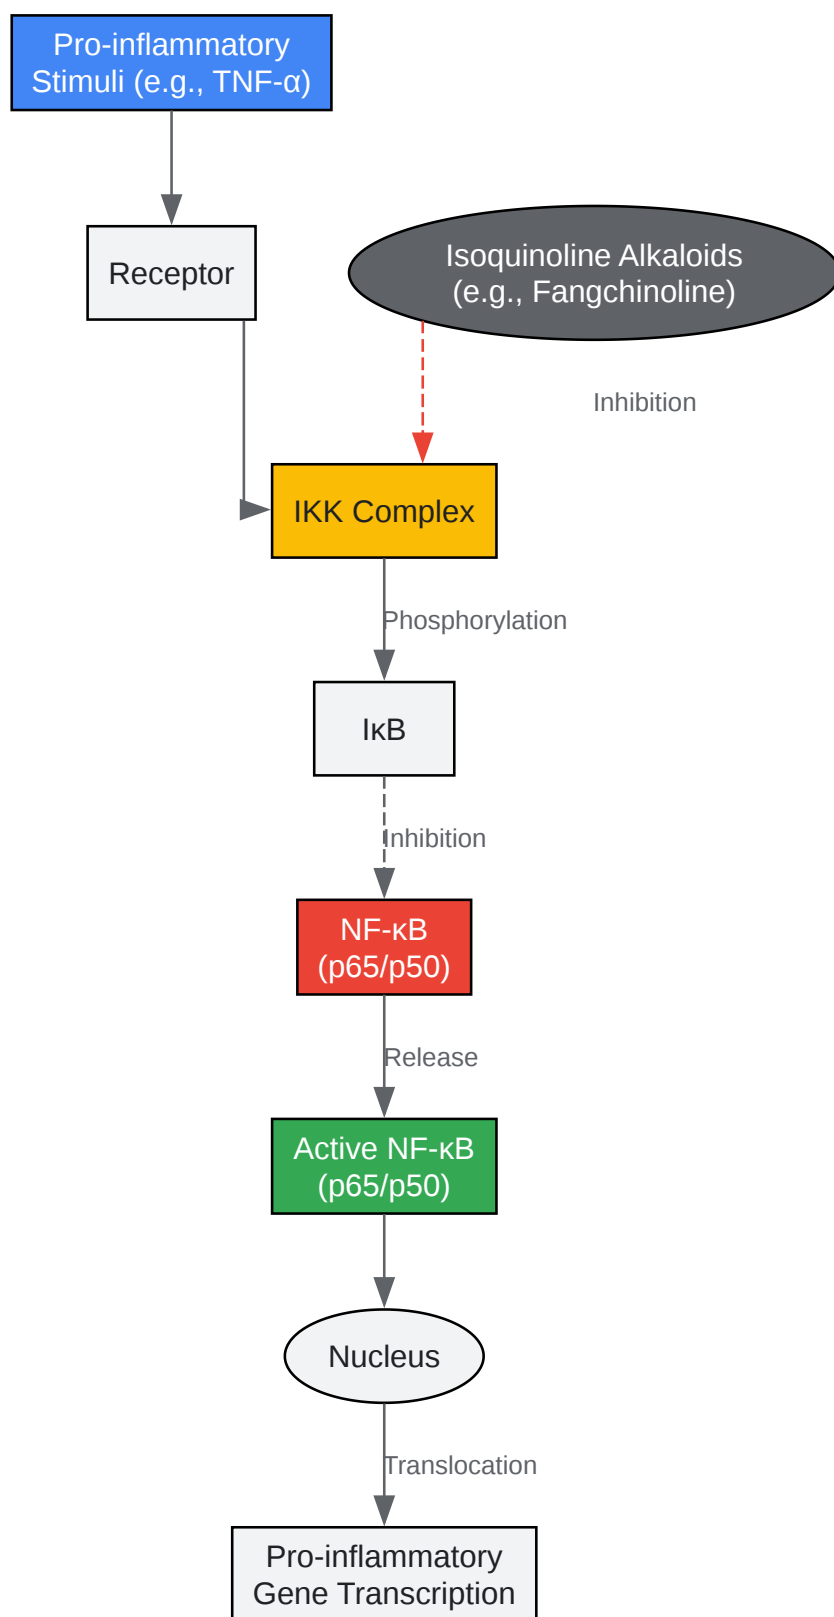 Pro-inflammatory
Stimuli (e.g., TNF-α)
Receptor
Isoquinoline Alkaloids
(e.g., Fangchinoline)
Inhibition
IKK Complex
Phosphorylation
IκB
Inhibition
NF-κB
(p65/p50)
Release
Active NF-κB
(p65/p50)
Nucleus
Translocation
Pro-inflammatory
Gene Transcription